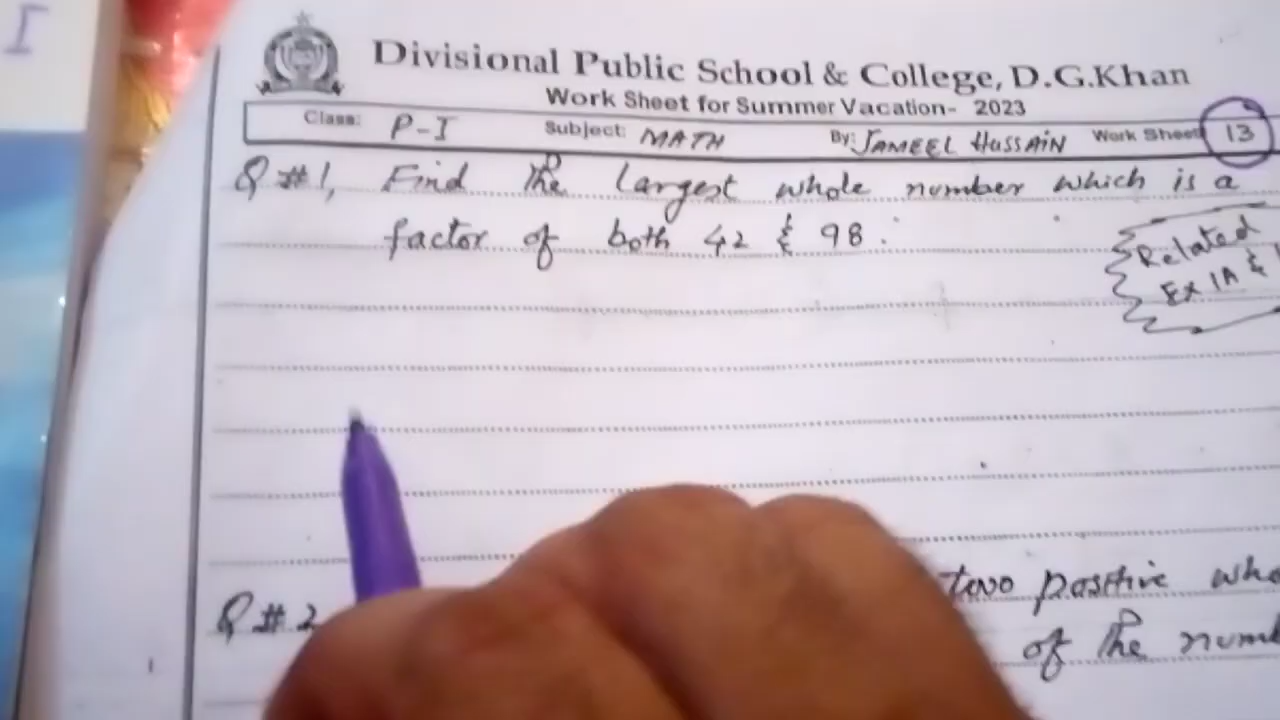 I
Divisional Public School & College, D.G.Khan
Work Sheet for Summer Vacation- 2023
Class: P-I Subject: MATH By: JAMEEL HUSSAIN Work Sheet 13
Q #1, Find the largest whole number which is a
factor of both 42 & 98.
Related
Ex 1A &
Q #2
two positive
of the